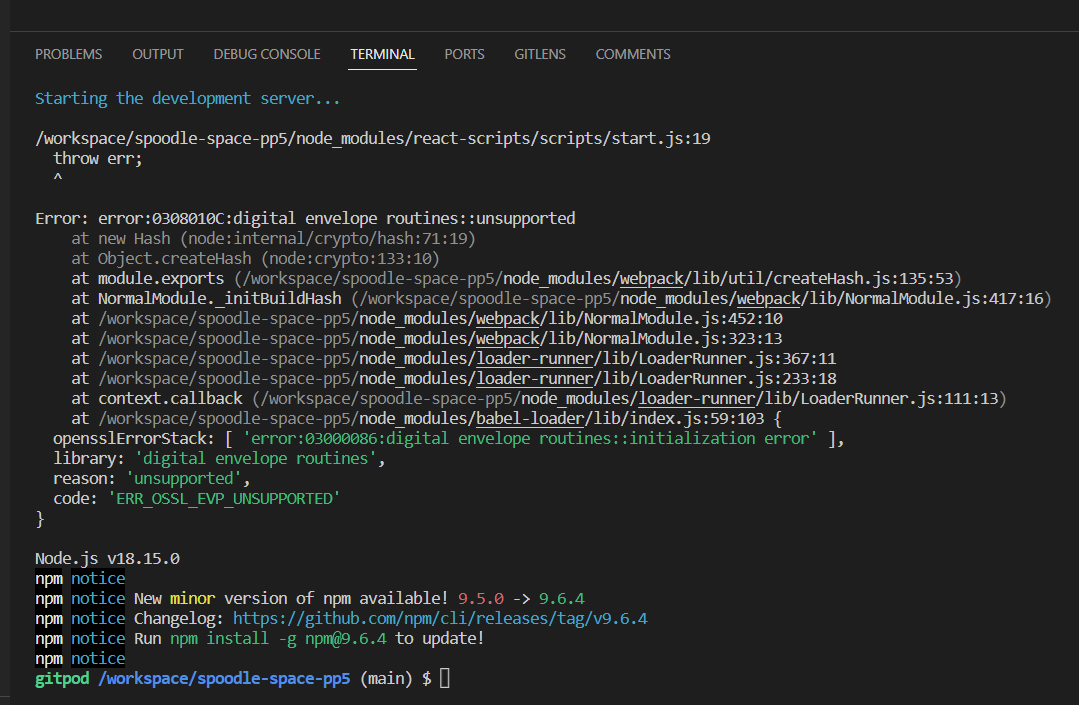 PROBLEMS OUTPUT DEBUG CONSOLE TERMINAL PORTS GITLENS COMMENTS
Starting the development server...
/workspace/spoodle-space-pp5/node_modules/react-scripts/scripts/start.js:19
throw err;
^
Error: error:0308010C:digital envelope routines::unsupported
at new Hash (node:internal/crypto/hash:71:19)
at Object.createHash (node:crypto:133:10)
at module.exports (/workspace/spoodle-space-pp5/node_modules/webpack/lib/util/createHash.js:135:53)
at NormalModule._initBuildHash (/workspace/spoodle-space-pp5/node_modules/webpack/lib/NormalModule.js:417:16)
at /workspace/spoodle-space-pp5/node_modules/webpack/lib/NormalModule.js:452:10
at /workspace/spoodle-space-pp5/node_modules/webpack/lib/NormalModule.js:323:13
at /workspace/spoodle-space-pp5/node_modules/loader-runner/lib/LoaderRunner.js:367:11
at /workspace/spoodle-space-pp5/node_modules/loader-runner/lib/LoaderRunner.js:233:18
at context.callback (/workspace/spoodle-space-pp5/node_modules/loader-runner/lib/LoaderRunner.js:111:13)
at /workspace/spoodle-space-pp5/node_modules/babel-loader/lib/index.js:59:103 {
opensslErrorStack: [ 'error:03000086:digital envelope routines::initialization error' ],
library: 'digital envelope routines',
reason: 'unsupported',
code: 'ERR_OSSL_EVP_UNSUPPORTED'
}
Node.js v18.15.0
npm notice
npm notice New minor version of npm available! 9.5.0 -> 9.6.4
npm notice Changelog: https://github.com/npm/cli/releases/tag/v9.6.4
npm notice Run npm install -g npm@9.6.4 to update!
npm notice
gitpod /workspace/spoodle-space-pp5 (main) $